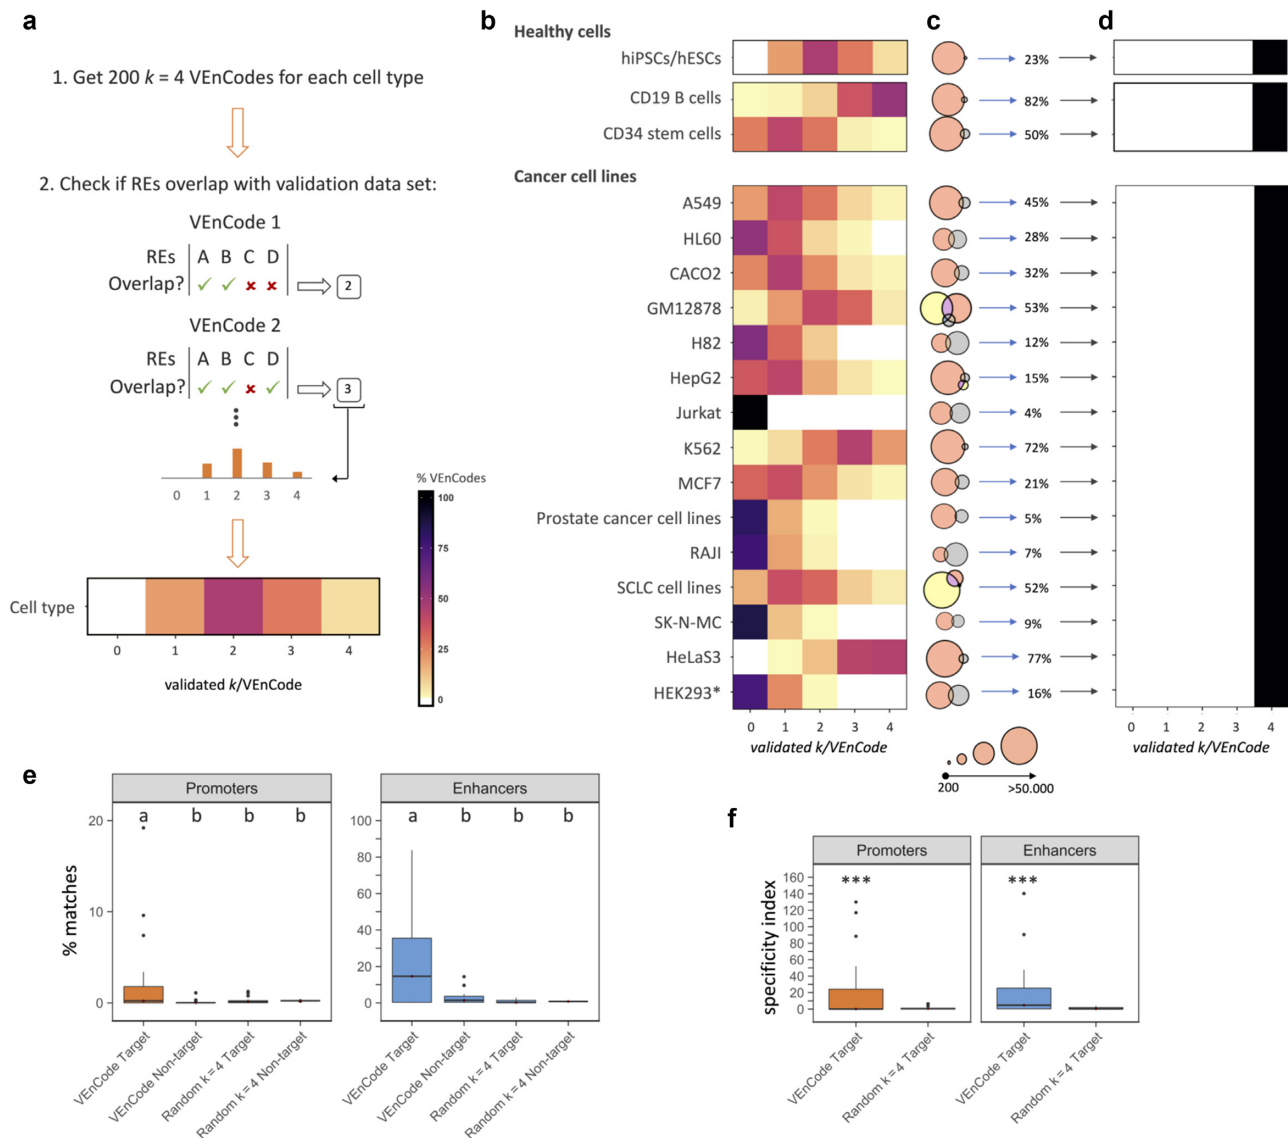 a
1. Get 200 k = 4 VEnCodes for each cell type
2. Check if REs overlap with validation data set:
VEnCode 1
REs A B C D
Overlap? ✓ ✓ ✘ ✘ 2
VEnCode 2
REs A B C D
Overlap? ✓ ✓ ✘ ✓ 3
0 1 2 3 4
% VEnCodes
100
75
50
25
0
Cell type
0 1 2 3 4
validated k/VEnCode
b
Healthy cells
hiPSCs/hESCs
CD19 B cells
CD34 stem cells
Cancer cell lines
A549
HL60
CACO2
GM12878
H82
HepG2
Jurkat
K562
MCF7
Prostate cancer cell lines
RAJI
SCLC cell lines
SK-N-MC
HeLaS3
HEK293*
0 1 2 3 4
validated k/VEnCode
c
23%
82%
50%
45%
28%
32%
53%
12%
15%
4%
72%
21%
5%
7%
52%
9%
77%
16%
200 >50.000
d
0 1 2 3 4
validated k/VEnCode
e
Promoters
Enhancers
% matches
20
10
0
a b b b
100
80
60
40
20
0
a b b b
VEnCode Target
VEnCode Non-target
Random k = 4 Target
Random k = 4 Non-target
VEnCode Target
VEnCode Non-target
Random k = 4 Target
Random k = 4 Non-target
f
Promoters
Enhancers
specificity index
160
140
120
100
80
60
40
20
0
***
***
VEnCode Target
Random k = 4 Target
VEnCode Target
Random k = 4 Target